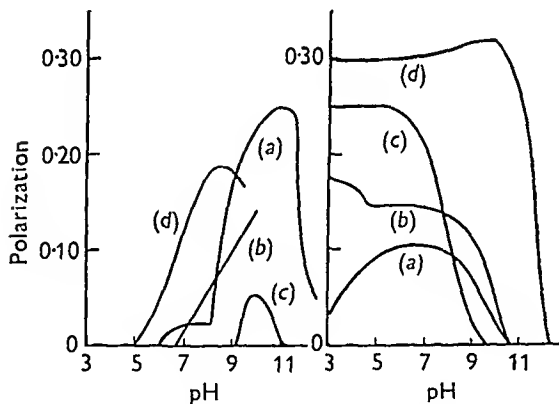 Polarization
0·30
0·20
0·10
0
(a)
(d)
(b)
(c)
3 5 7 9 11
pH
0·30
(d)
(c)
(b)
(a)
0
3 5 7 9 11
pH